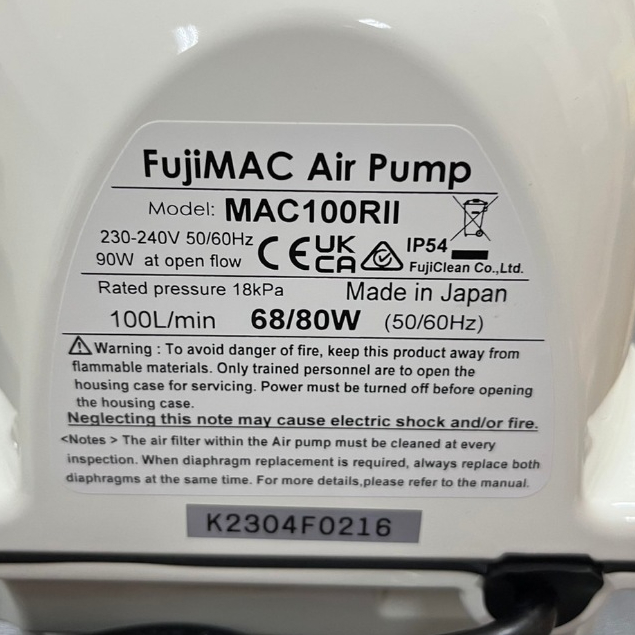 FujiMAC Air Pump
Model: MAC100RII
230-240V 50/60Hz CE UK CA IP54
90W at open flow FujiClean Co.,Ltd.
Rated pressure 18kPa Made in Japan
100L/min 68/80W (50/60Hz)
Warning : To avoid danger of fire, keep this product away from
flammable materials. Only trained personnel are to open the
housing case for servicing. Power must be turned off before opening
the housing case.
Neglecting this note may cause electric shock and/or fire.
<Notes > The air filter within the Air pump must be cleaned at every
inspection. When diaphragm replacement is required, always replace both
diaphragms at the same time. For more details,please refer to the manual.
K2304F0216